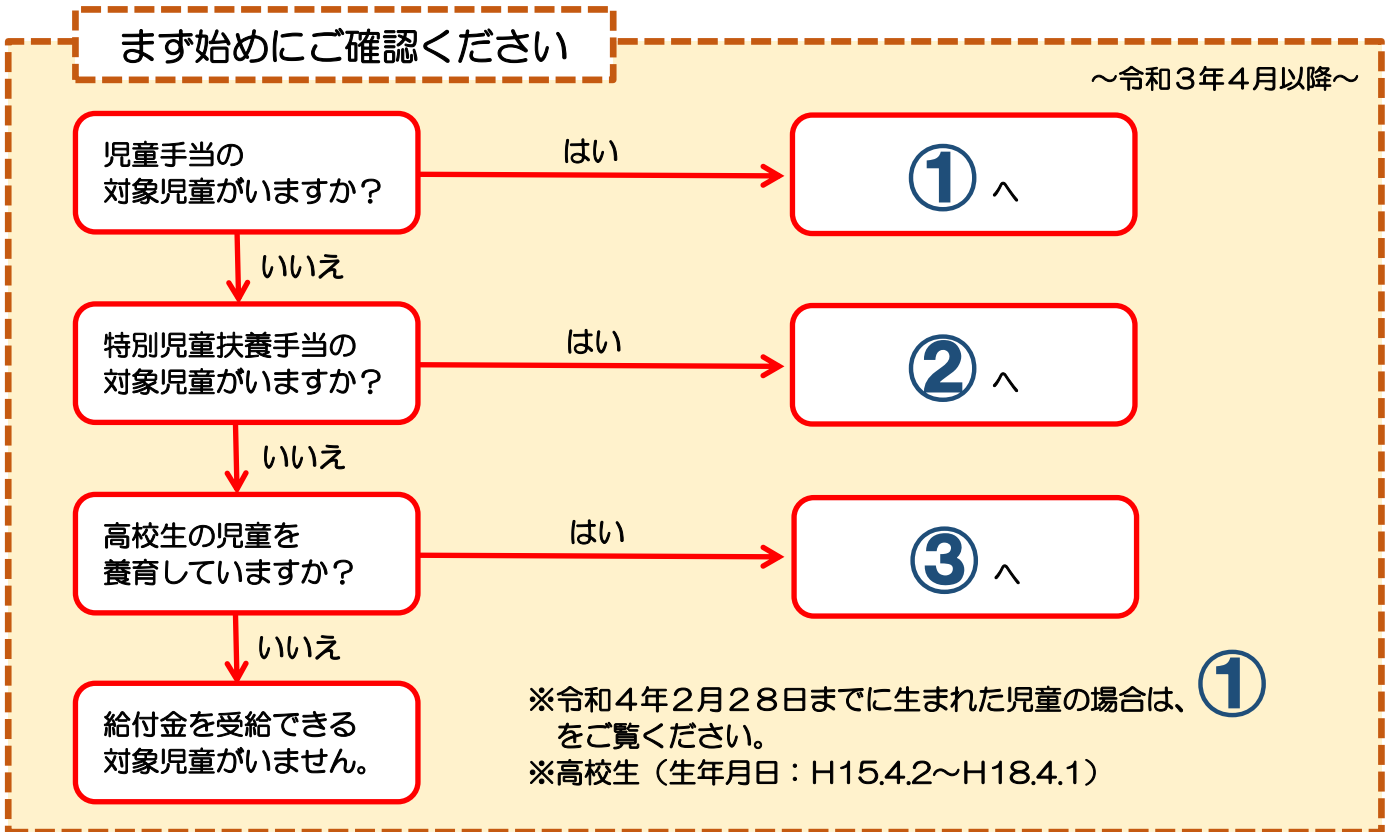 まず始めにご確認ください
～令和３年４月以降～
児童手当の
対象児童がいますか？
はい
① へ
いいえ
特別児童扶養手当の
対象児童がいますか？
はい
② へ
いいえ
高校生の児童を
養育していますか？
はい
③ へ
いいえ
給付金を受給できる
対象児童がいません。
※令和４年２月２８日までに生まれた児童の場合は、①
をご覧ください。
※高校生（生年月日：Ｈ15.4.2～Ｈ18.4.1）